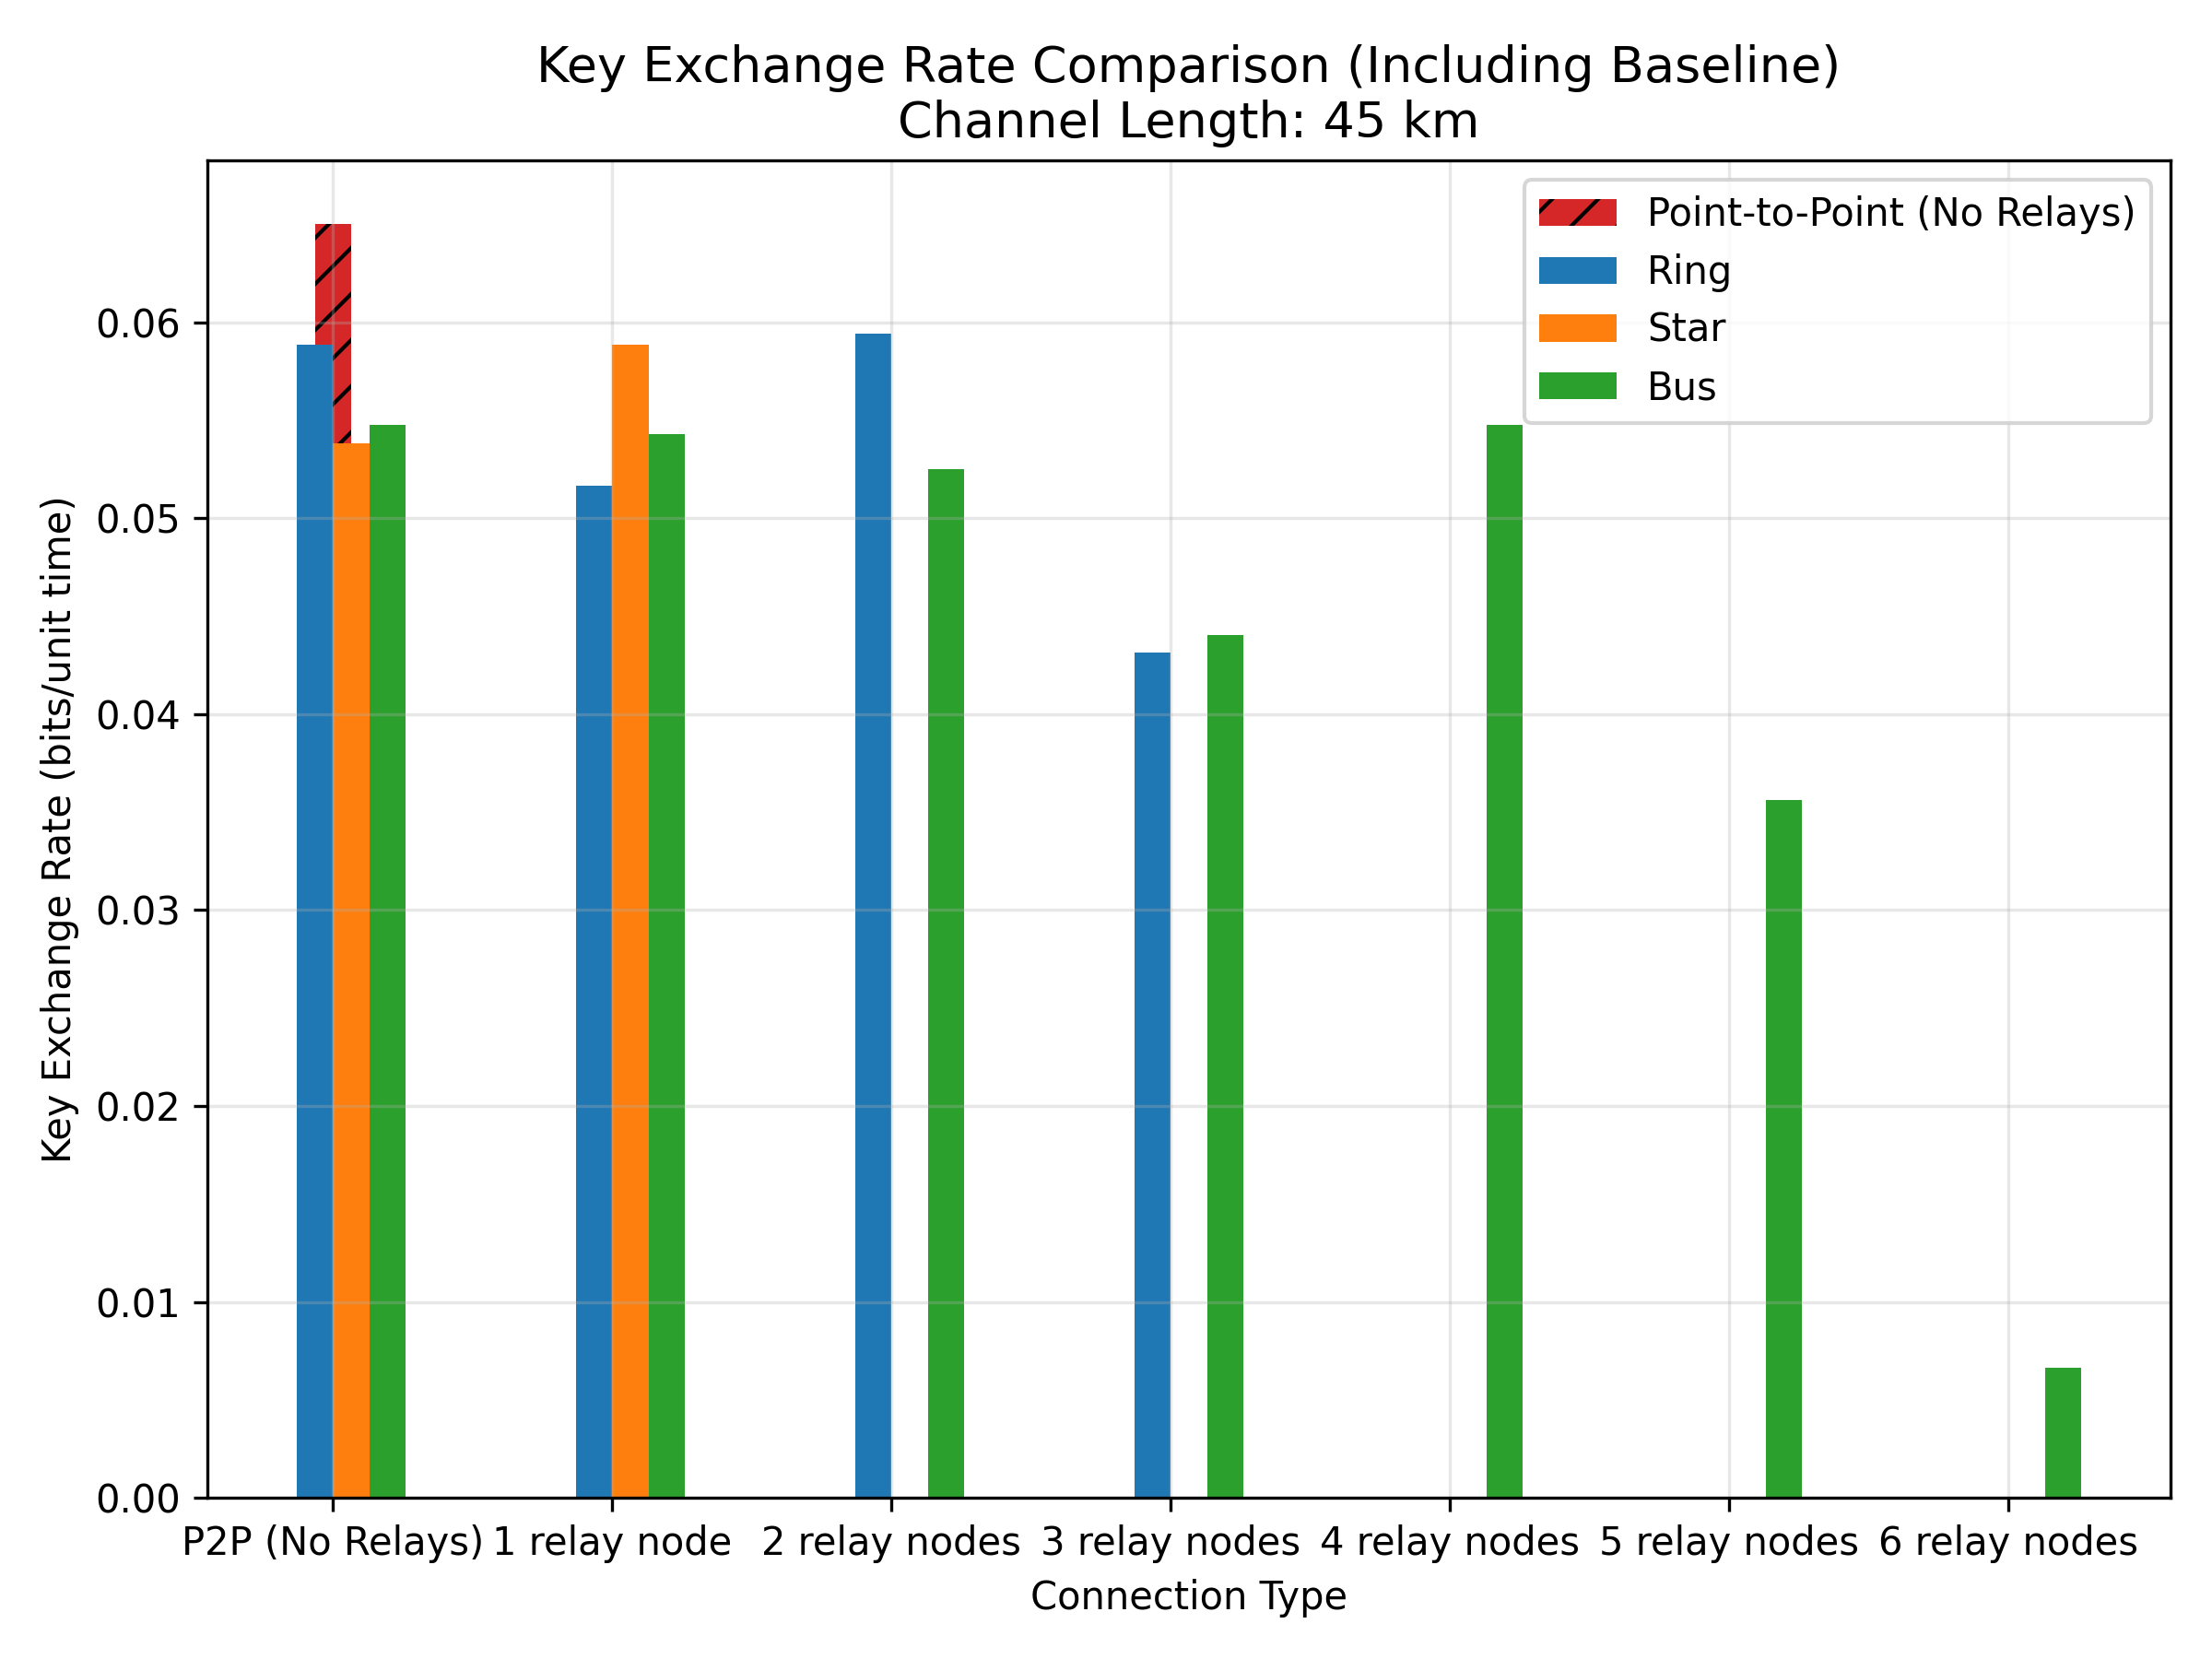 Key Exchange Rate Comparison (Including Baseline)
Channel Length: 45 km
Point-to-Point (No Relays)
Ring
Star
Bus
Key Exchange Rate (bits/unit time)
0.06
0.05
0.04
0.03
0.02
0.01
0.00
P2P (No Relays) 1 relay node 2 relay nodes 3 relay nodes 4 relay nodes 5 relay nodes 6 relay nodes
Connection Type